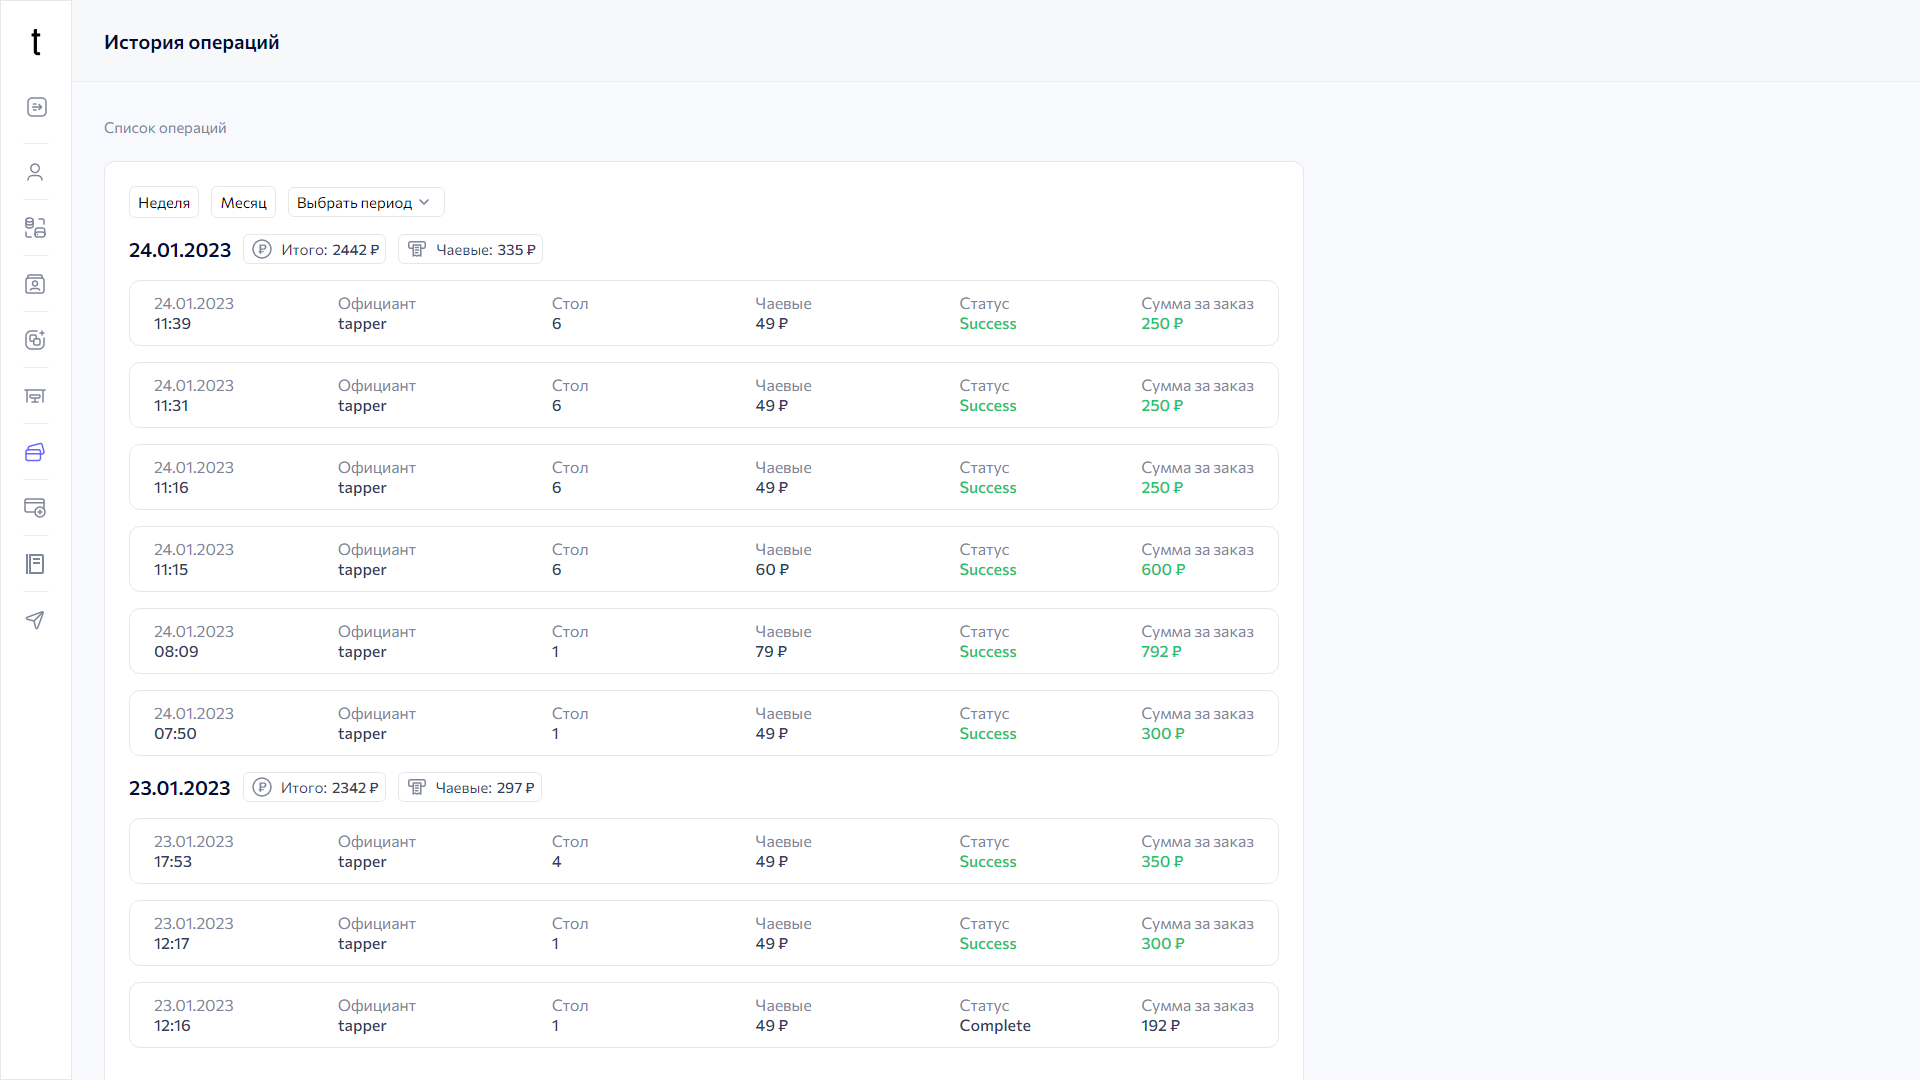 t
История операций
Список операций
Неделя Месяц Выбрать период
24.01.2023 Итого: 2442 ₽ Чаевые: 335 ₽
24.01.2023 Официант Стол Чаевые Статус Сумма за заказ
11:39 tapper 6 49 ₽ Success 250 ₽
24.01.2023 Официант Стол Чаевые Статус Сумма за заказ
11:31 tapper 6 49 ₽ Success 250 ₽
24.01.2023 Официант Стол Чаевые Статус Сумма за заказ
11:16 tapper 6 49 ₽ Success 250 ₽
24.01.2023 Официант Стол Чаевые Статус Сумма за заказ
11:15 tapper 6 60 ₽ Success 600 ₽
24.01.2023 Официант Стол Чаевые Статус Сумма за заказ
08:09 tapper 1 79 ₽ Success 792 ₽
24.01.2023 Официант Стол Чаевые Статус Сумма за заказ
07:50 tapper 1 49 ₽ Success 300 ₽
23.01.2023 Итого: 2342 ₽ Чаевые: 297 ₽
23.01.2023 Официант Стол Чаевые Статус Сумма за заказ
17:53 tapper 4 49 ₽ Success 350 ₽
23.01.2023 Официант Стол Чаевые Статус Сумма за заказ
12:17 tapper 1 49 ₽ Success 300 ₽
23.01.2023 Официант Стол Чаевые Статус Сумма за заказ
12:16 tapper 1 49 ₽ Complete 192 ₽